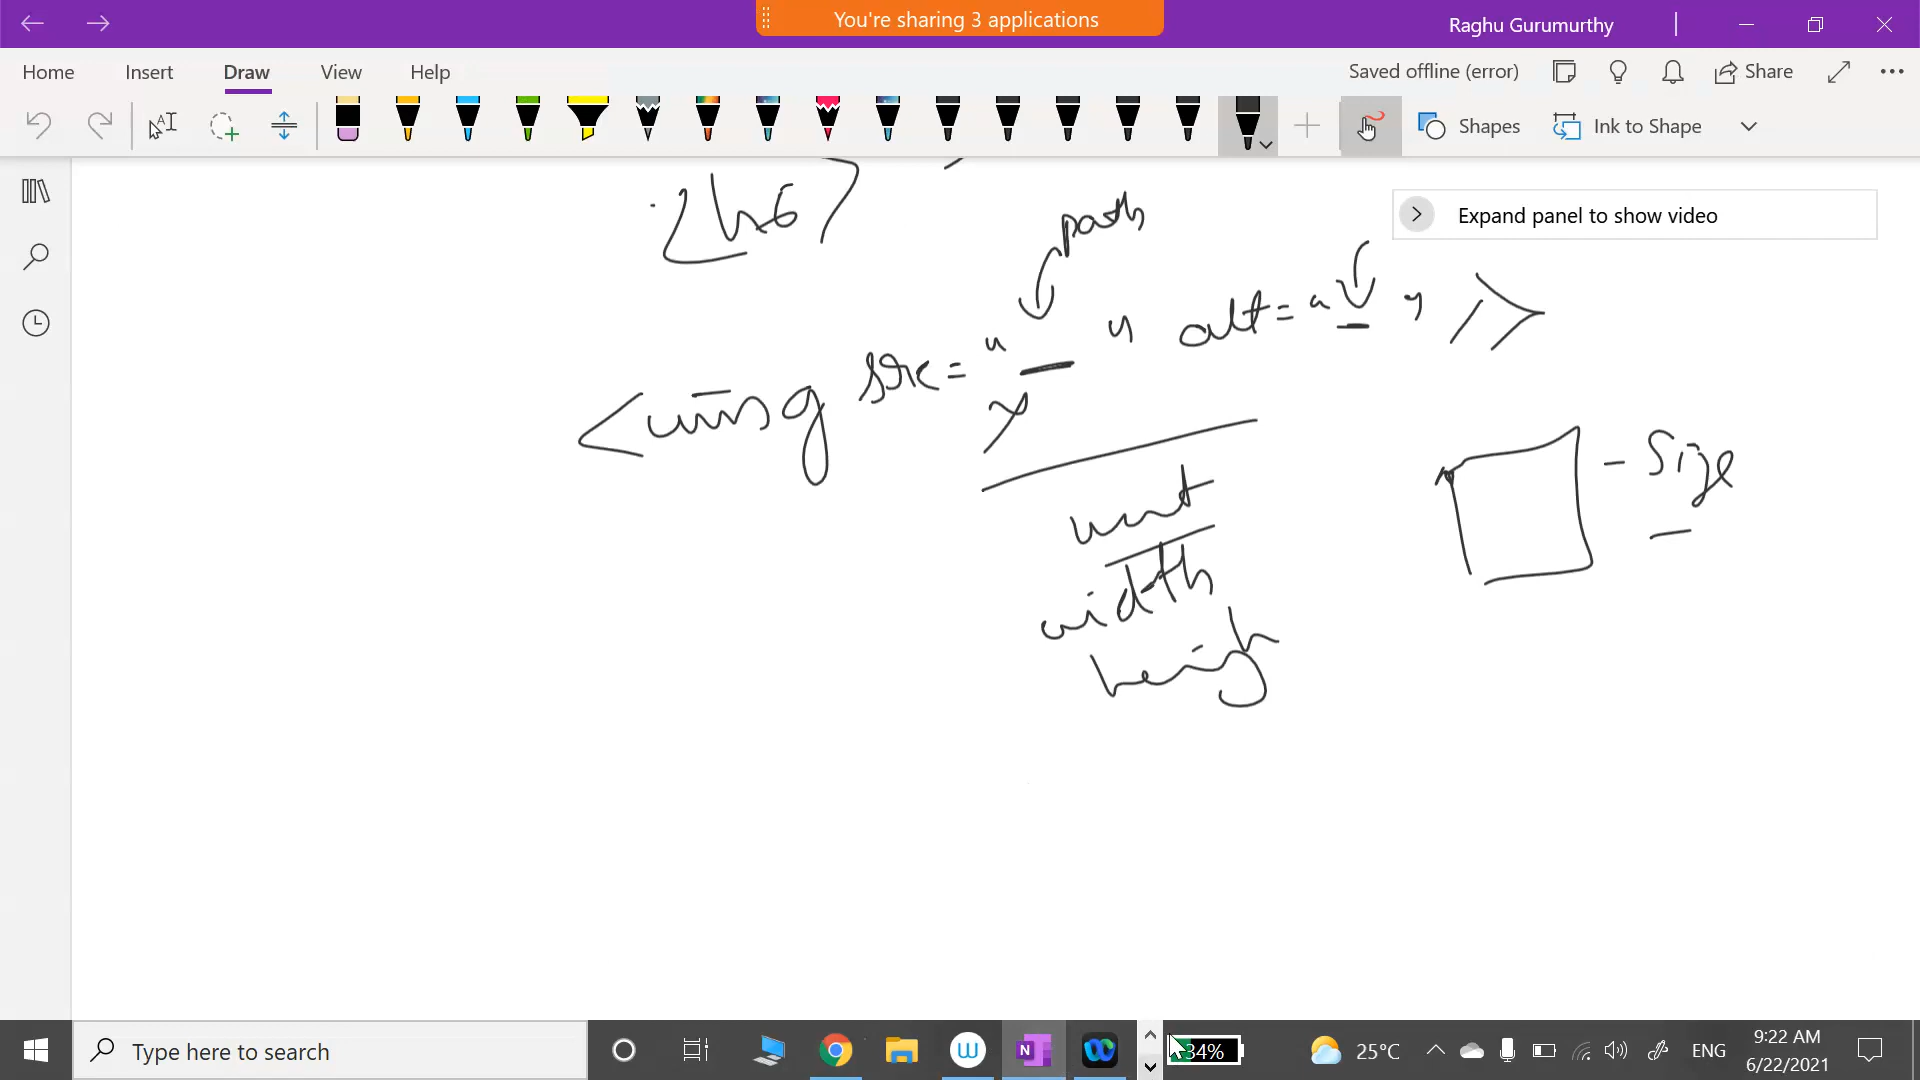 You're sharing 3 applications
Raghu Gurumurthy
Home Insert Draw View Help
Saved offline (error)
Share
Shapes
Ink to Shape
Expand panel to show video
<h6>
path
<img src=" " alt=" " />
Size
width
heigh
Type here to search
34%
25°C
ENG
9:22 AM
6/22/2021